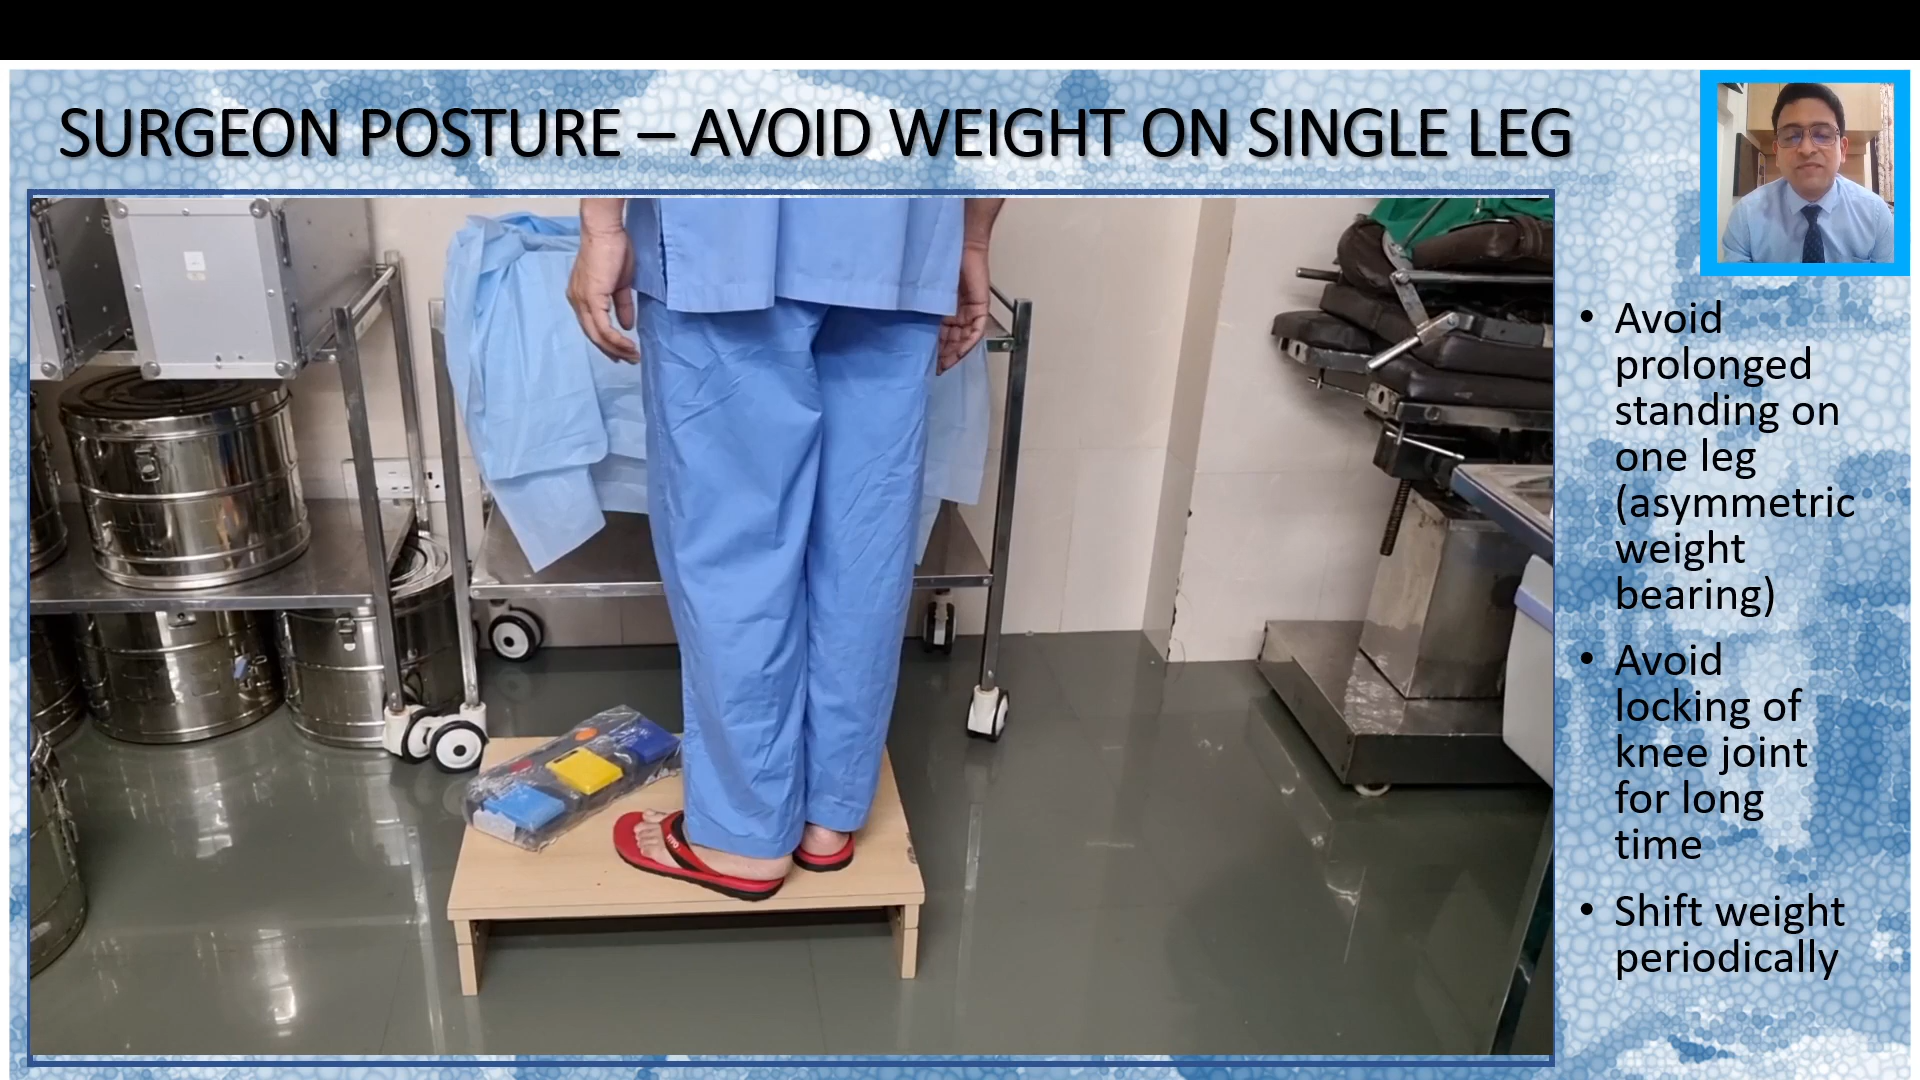 SURGEON POSTURE – AVOID WEIGHT ON SINGLE LEG
• Avoid
prolonged
standing on
one leg
(asymmetric
weight
bearing)
• Avoid
locking of
knee joint
for long
time
• Shift weight
periodically